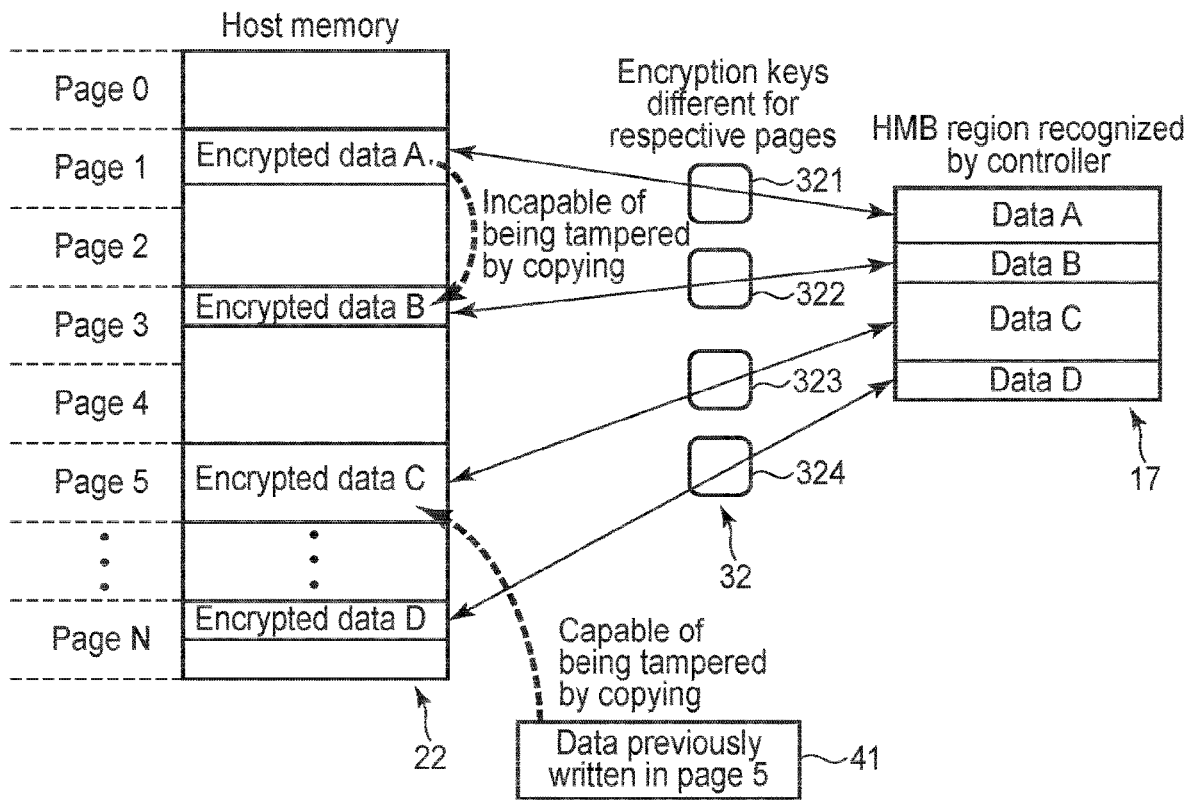 Host memory
Page 0
Page 1
Page 2
Page 3
Page 4
Page 5
Page N
Encrypted data A
Encrypted data B
Encrypted data C
Encrypted data D
22
Incapable of
being tampered
by copying
Encryption keys
different for
respective pages
321
322
323
324
32
HMB region recognized
by controller
Data A
Data B
Data C
Data D
17
Capable of
being tampered
by copying
Data previously
written in page 5
41